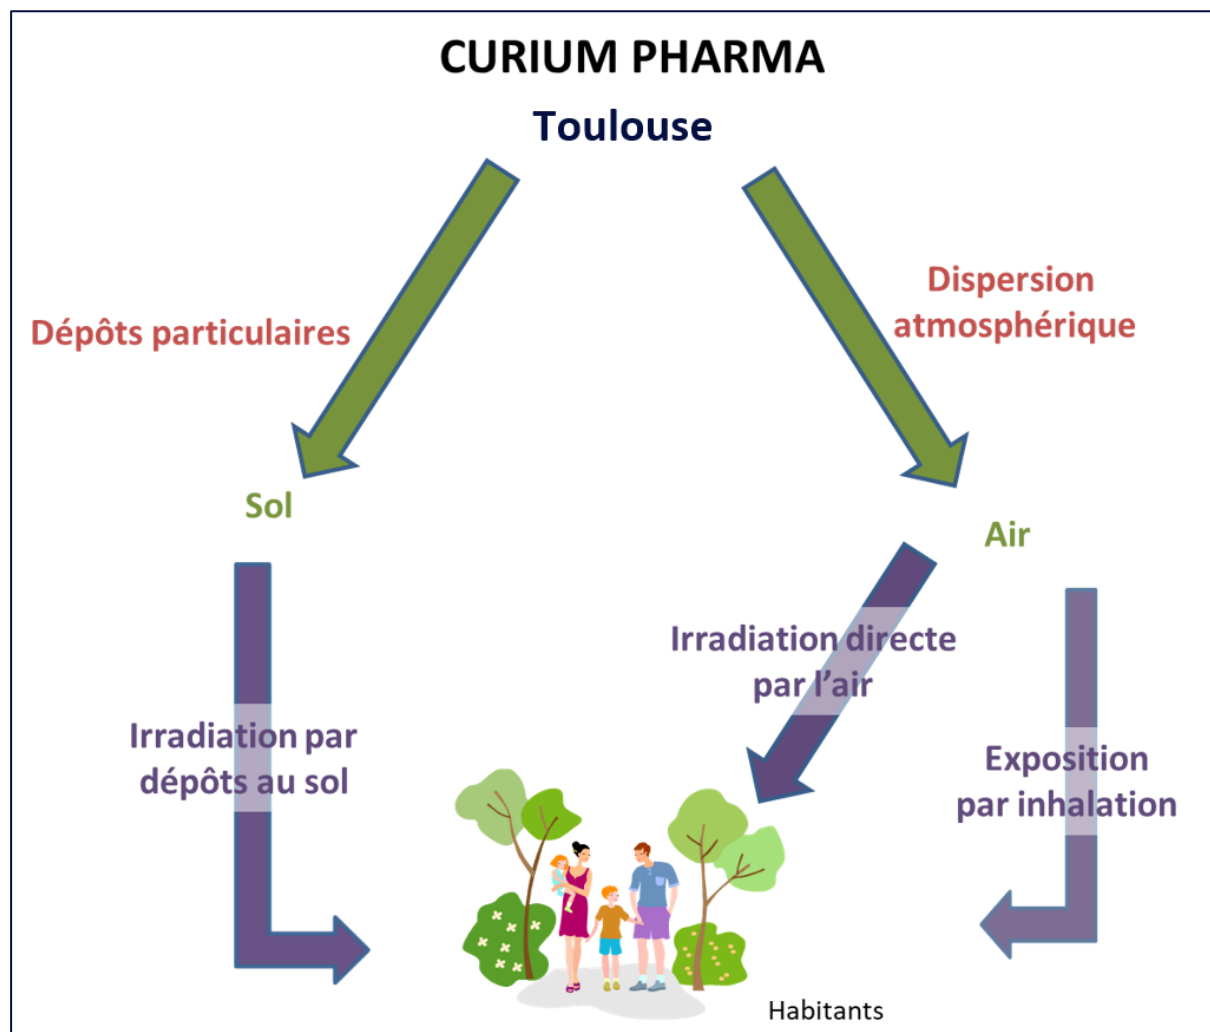 CURIUM PHARMA
Toulouse
Dépôts particulaires
Dispersion
atmosphérique
Sol
Air
Irradiation directe
par l’air
Irradiation par
dépôts au sol
Exposition
par inhalation
Habitants